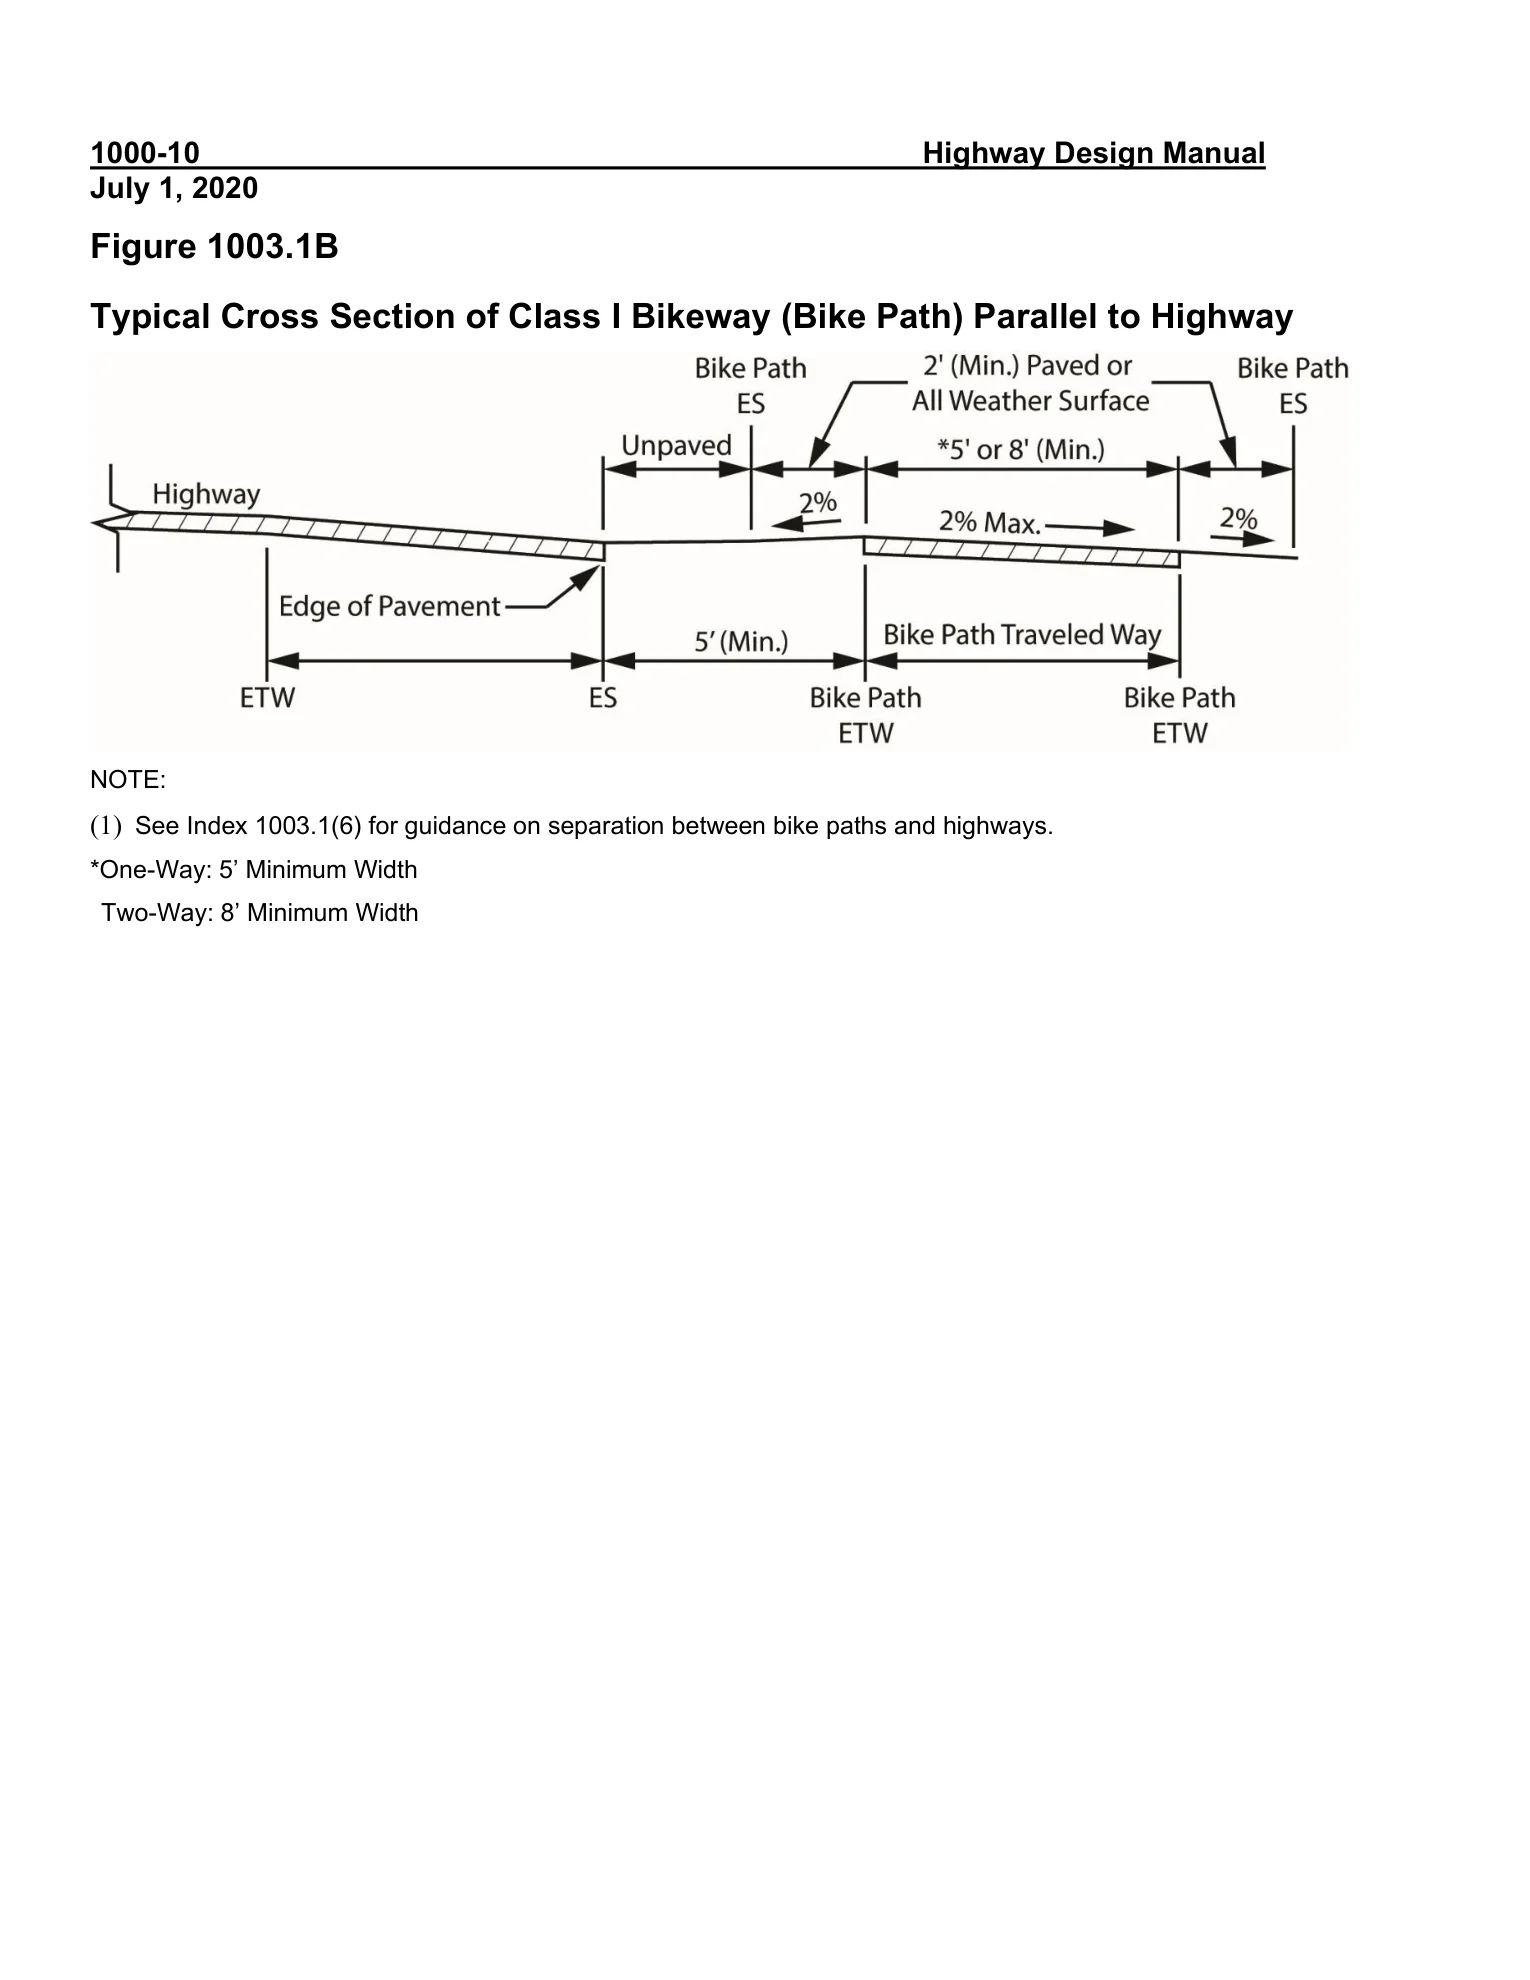 1000-10 Highway Design Manual
July 1, 2020
Figure 1003.1B
Typical Cross Section of Class I Bikeway (Bike Path) Parallel to Highway
Bike Path
ES
2' (Min.) Paved or
All Weather Surface
Bike Path
ES
Unpaved
*5' or 8' (Min.)
Highway
2%
2% Max.
2%
Edge of Pavement
5’ (Min.)
Bike Path Traveled Way
ETW
ES
Bike Path
ETW
Bike Path
ETW
NOTE:
(1) See Index 1003.1(6) for guidance on separation between bike paths and highways.
*One-Way: 5’ Minimum Width
Two-Way: 8’ Minimum Width